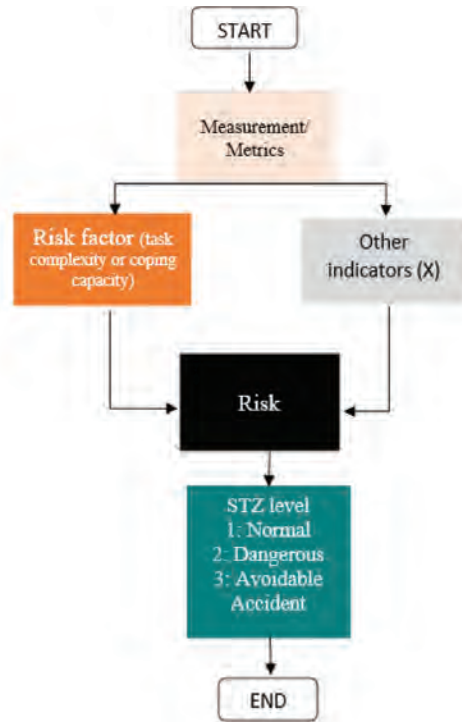 START
Measurement/
Metrics
Risk factor (task
complexity or coping
capacity)
Other
indicators (X)
Risk
STZ level
1: Normal
2: Dangerous
3: Avoidable
Accident
END